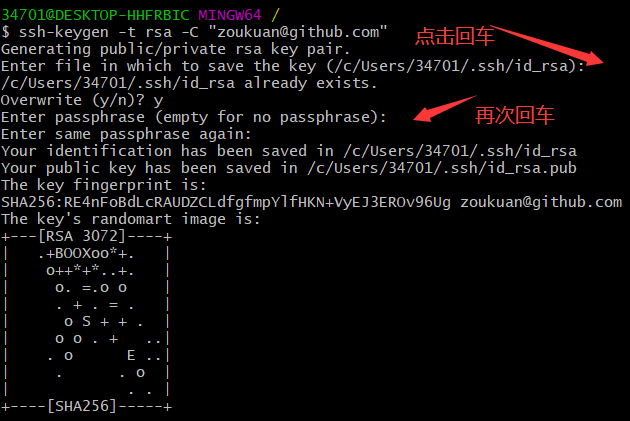 34701@DESKTOP-HHFRBIC MINGW64 /
$ ssh-keygen -t rsa -C "zoukuan@github.com"
点击回车
Generating public/private rsa key pair.
Enter file in which to save the key (/c/Users/34701/.ssh/id_rsa):
/c/Users/34701/.ssh/id_rsa already exists.
Overwrite (y/n)? y
Enter passphrase (empty for no passphrase):
再次回车
Enter same passphrase again:
Your identification has been saved in /c/Users/34701/.ssh/id_rsa
Your public key has been saved in /c/Users/34701/.ssh/id_rsa.pub
The key fingerprint is:
SHA256:RE4nFoBdLcRAUDZCLdfgfmpYlfHKN+VyEJ3EROv96Ug zoukuan@github.com
The key's randomart image is:
+---[RSA 3072]----+
|   .+BOOXoo*+.   |
|    o++*+*..+.   |
|     o. =.o o    |
|     . + . = .   |
|      o S + + .  |
|     o o . +   ..|
|    . o      E ..|
|     .      . o  |
|             . . |
+----[SHA256]-----+